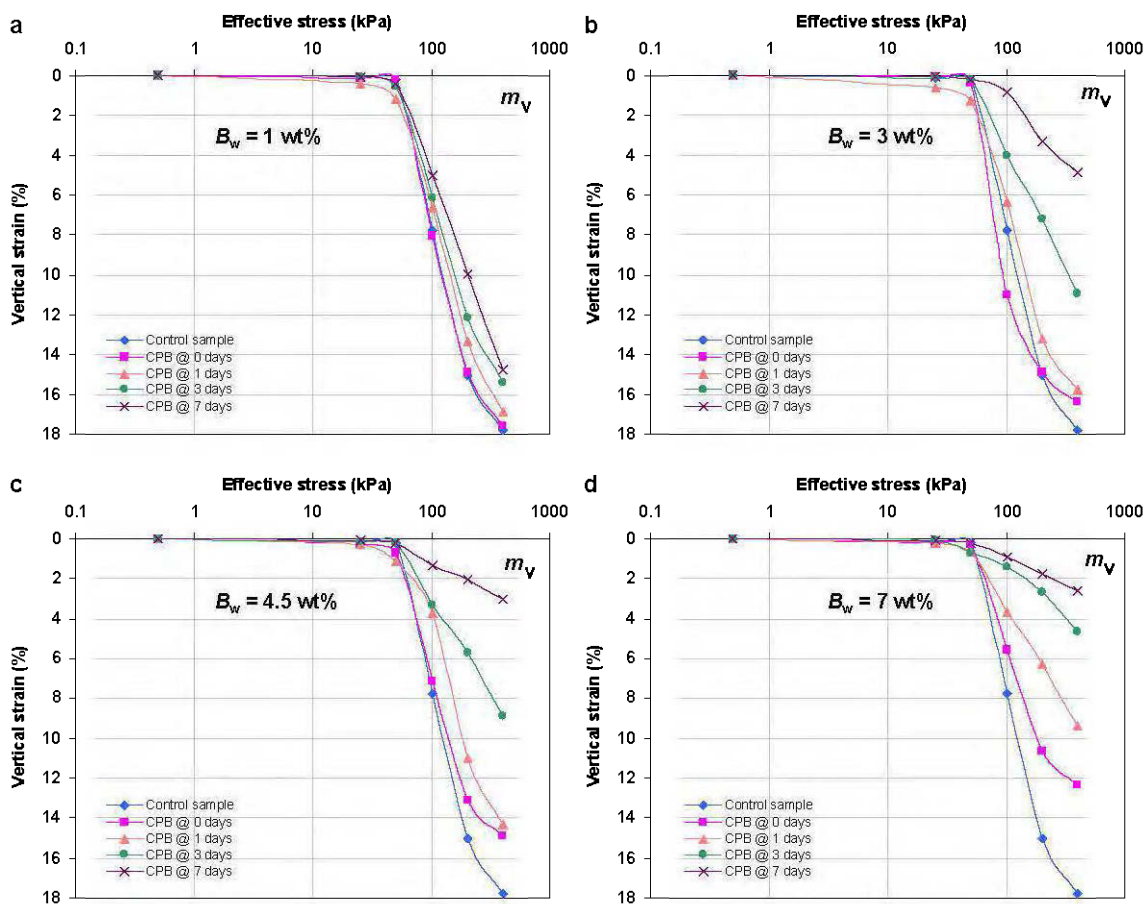 a
Effective stress (kPa)
0.1 1 10 100 1000
0
2
4
6
8
10
12
14
16
18
Vertical strain (%)
mv
Bw = 1 wt%
Control sample
CPB @ 0 days
CPB @ 1 days
CPB @ 3 days
CPB @ 7 days
b
Effective stress (kPa)
0.1 1 10 100 1000
0
2
4
6
8
10
12
14
16
18
Vertical strain (%)
mv
Bw = 3 wt%
Control sample
CPB @ 0 days
CPB @ 1 days
CPB @ 3 days
CPB @ 7 days
c
Effective stress (kPa)
0.1 1 10 100 1000
0
2
4
6
8
10
12
14
16
18
Vertical strain (%)
mv
Bw = 4.5 wt%
Control sample
CPB @ 0 days
CPB @ 1 days
CPB @ 3 days
CPB @ 7 days
d
Effective stress (kPa)
0.1 1 10 100 1000
0
2
4
6
8
10
12
14
16
18
Vertical strain (%)
mv
Bw = 7 wt%
Control sample
CPB @ 0 days
CPB @ 1 days
CPB @ 3 days
CPB @ 7 days